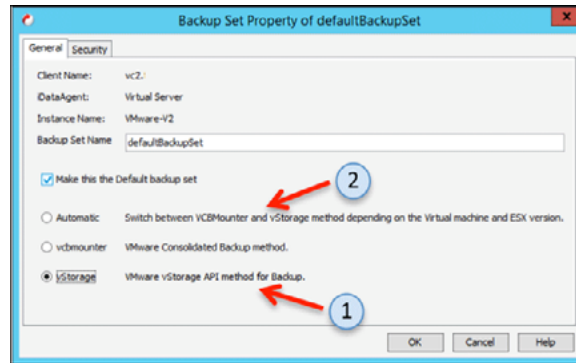 Backup Set Property of defaultBackupSet
x
General Security
Client Name: vc2.
iDataAgent: Virtual Server
Instance Name: VMware-V2
Backup Set Name defaultBackupSet
Make this the Default backup set
2
Automatic Switch between VCBMounter and vStorage method depending on the Virtual machine and ESX version.
vcbmounter VMware Consolidated Backup method.
vStorage VMware vStorage API method for Backup.
1
OK Cancel Help